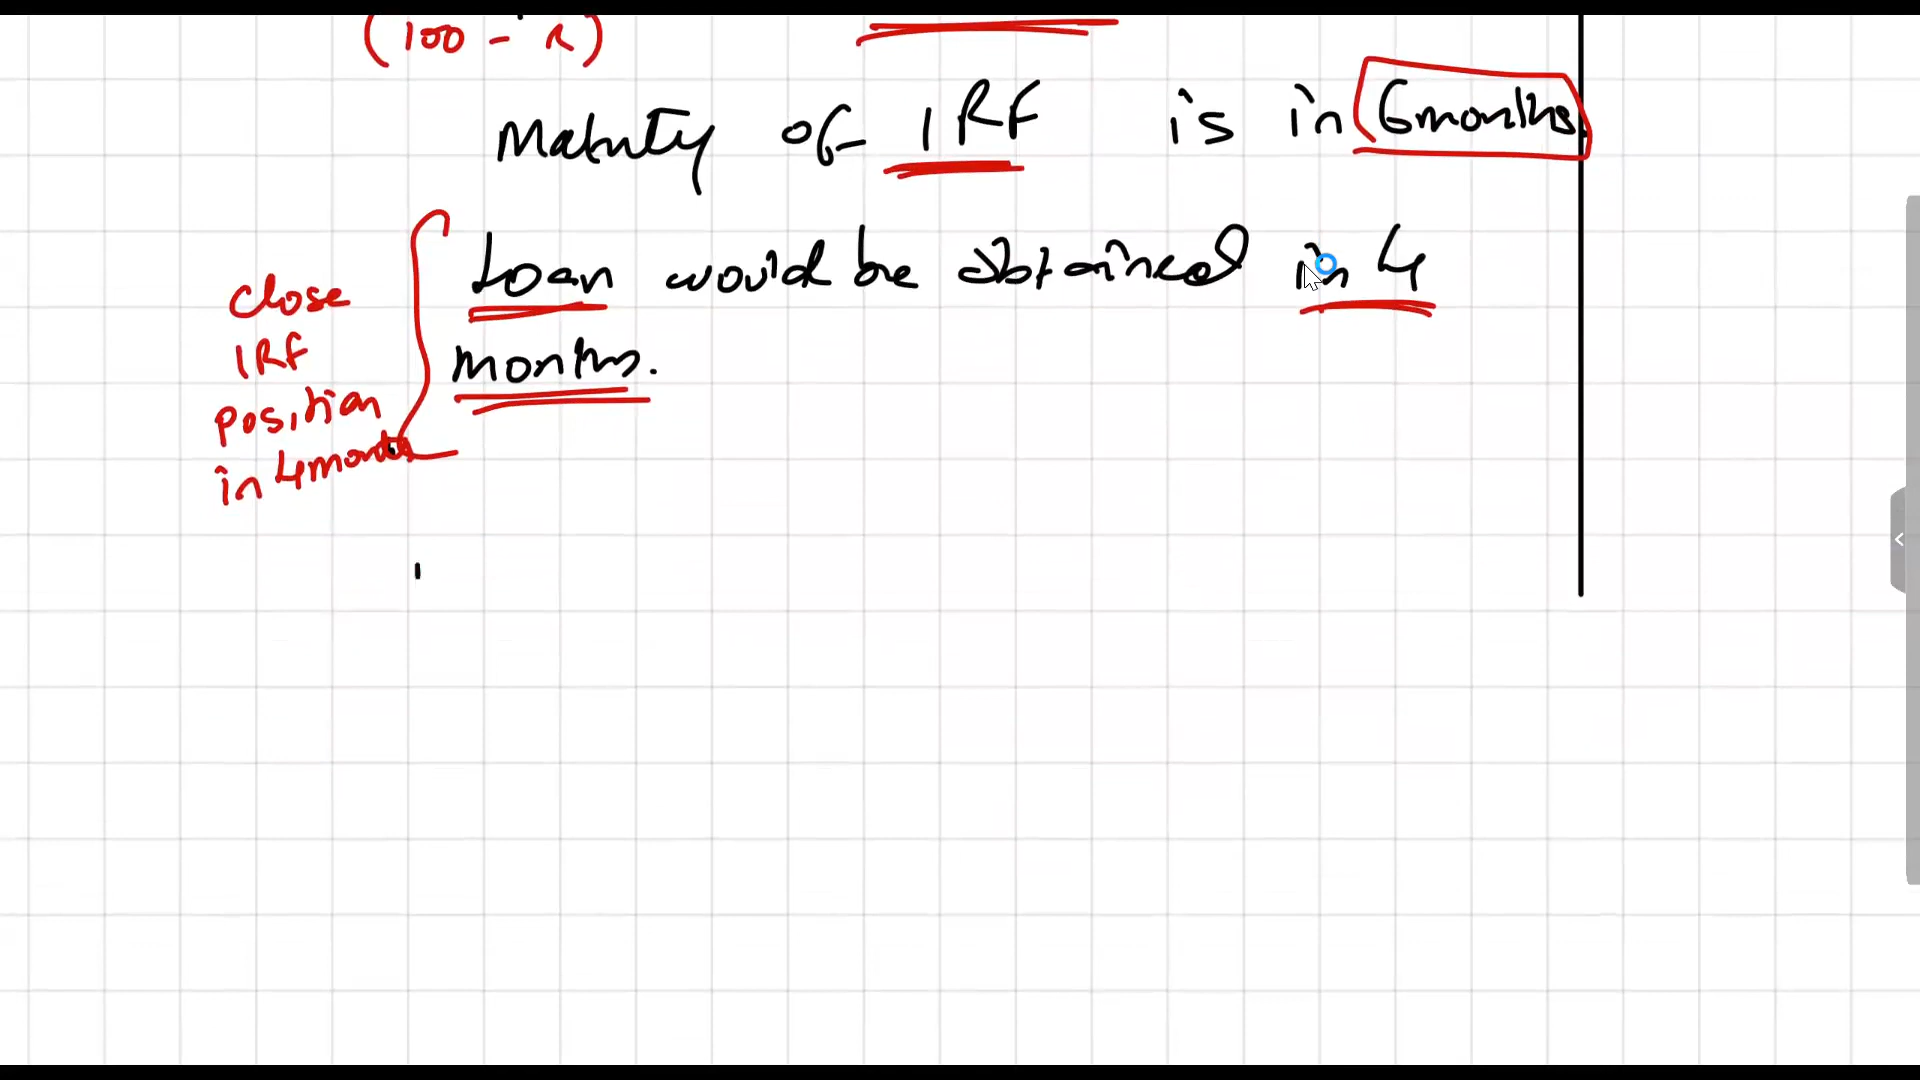 (100 - R)
Maturity of IRF is in 6months
Loan would be obtained in 4
months.
close
IRF
position
in 4months